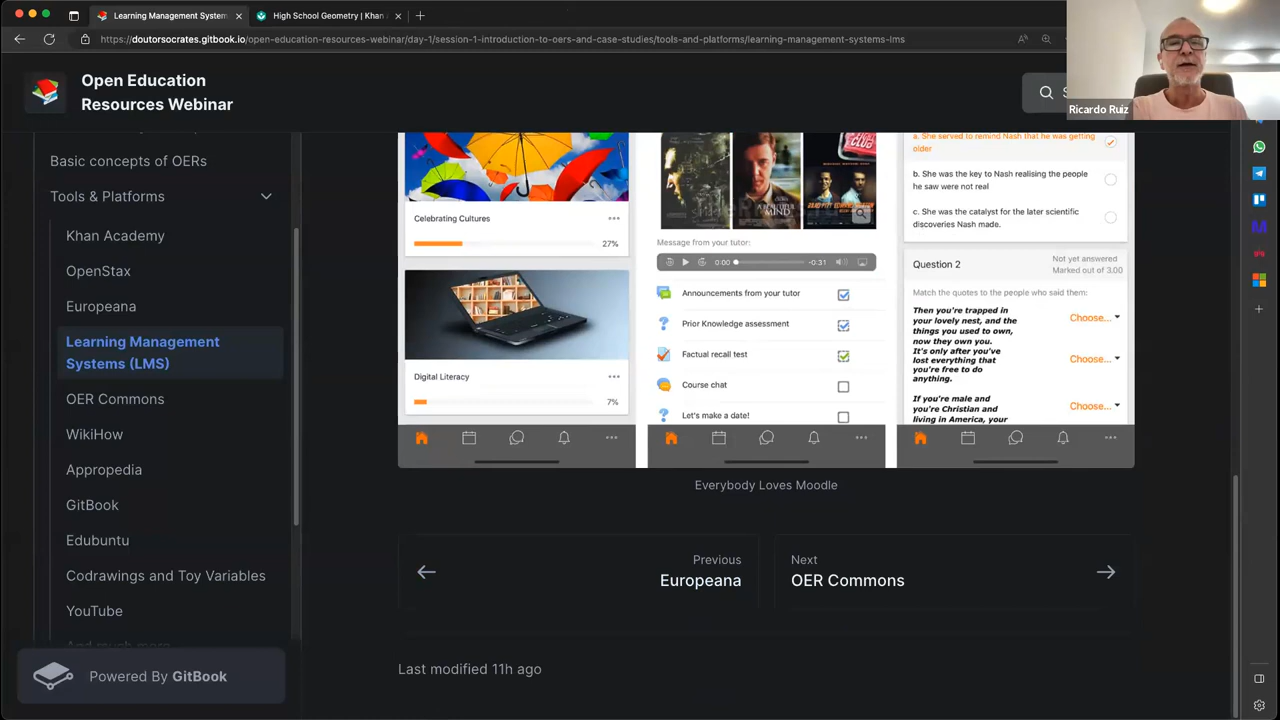 Learning Management System
High School Geometry | Khan
https://doutorsocrates.gitbook.io/open-education-resources-webinar/day-1/session-1-introduction-to-oers-and-case-studies/tools-and-platforms/learning-management-systems-lms
Open Education
Resources Webinar
Ricardo Ruiz
Basic concepts of OERs
Tools & Platforms
Khan Academy
OpenStax
Europeana
Learning Management
Systems (LMS)
OER Commons
WikiHow
Appropedia
GitBook
Edubuntu
Codrawings and Toy Variables
YouTube
And much more
Powered By GitBook
Celebrating Cultures
27%
Digital Literacy
7%
MIND
CLUB
Message from your tutor:
0:00
-0:31
Announcements from your tutor
Prior Knowledge assessment
Factual recall test
Course chat
Let's make a date!
a. She served to remind Nash that he was getting
older
b. She was the key to Nash realising the people
he saw were not real
c. She was the catalyst for the later scientific
discoveries Nash made.
Question 2
Not yet answered
Marked out of 3.00
Match the quotes to the people who said them:
Then you're trapped in
your lovely nest, and the
things you used to own,
now they own you.
It's only after you've
lost everything that
you're free to do
anything.
Choose...
Choose...
If you're male and
you're Christian and
living in America, your
Choose...
Everybody Loves Moodle
Previous
Europeana
Next
OER Commons
Last modified 11h ago